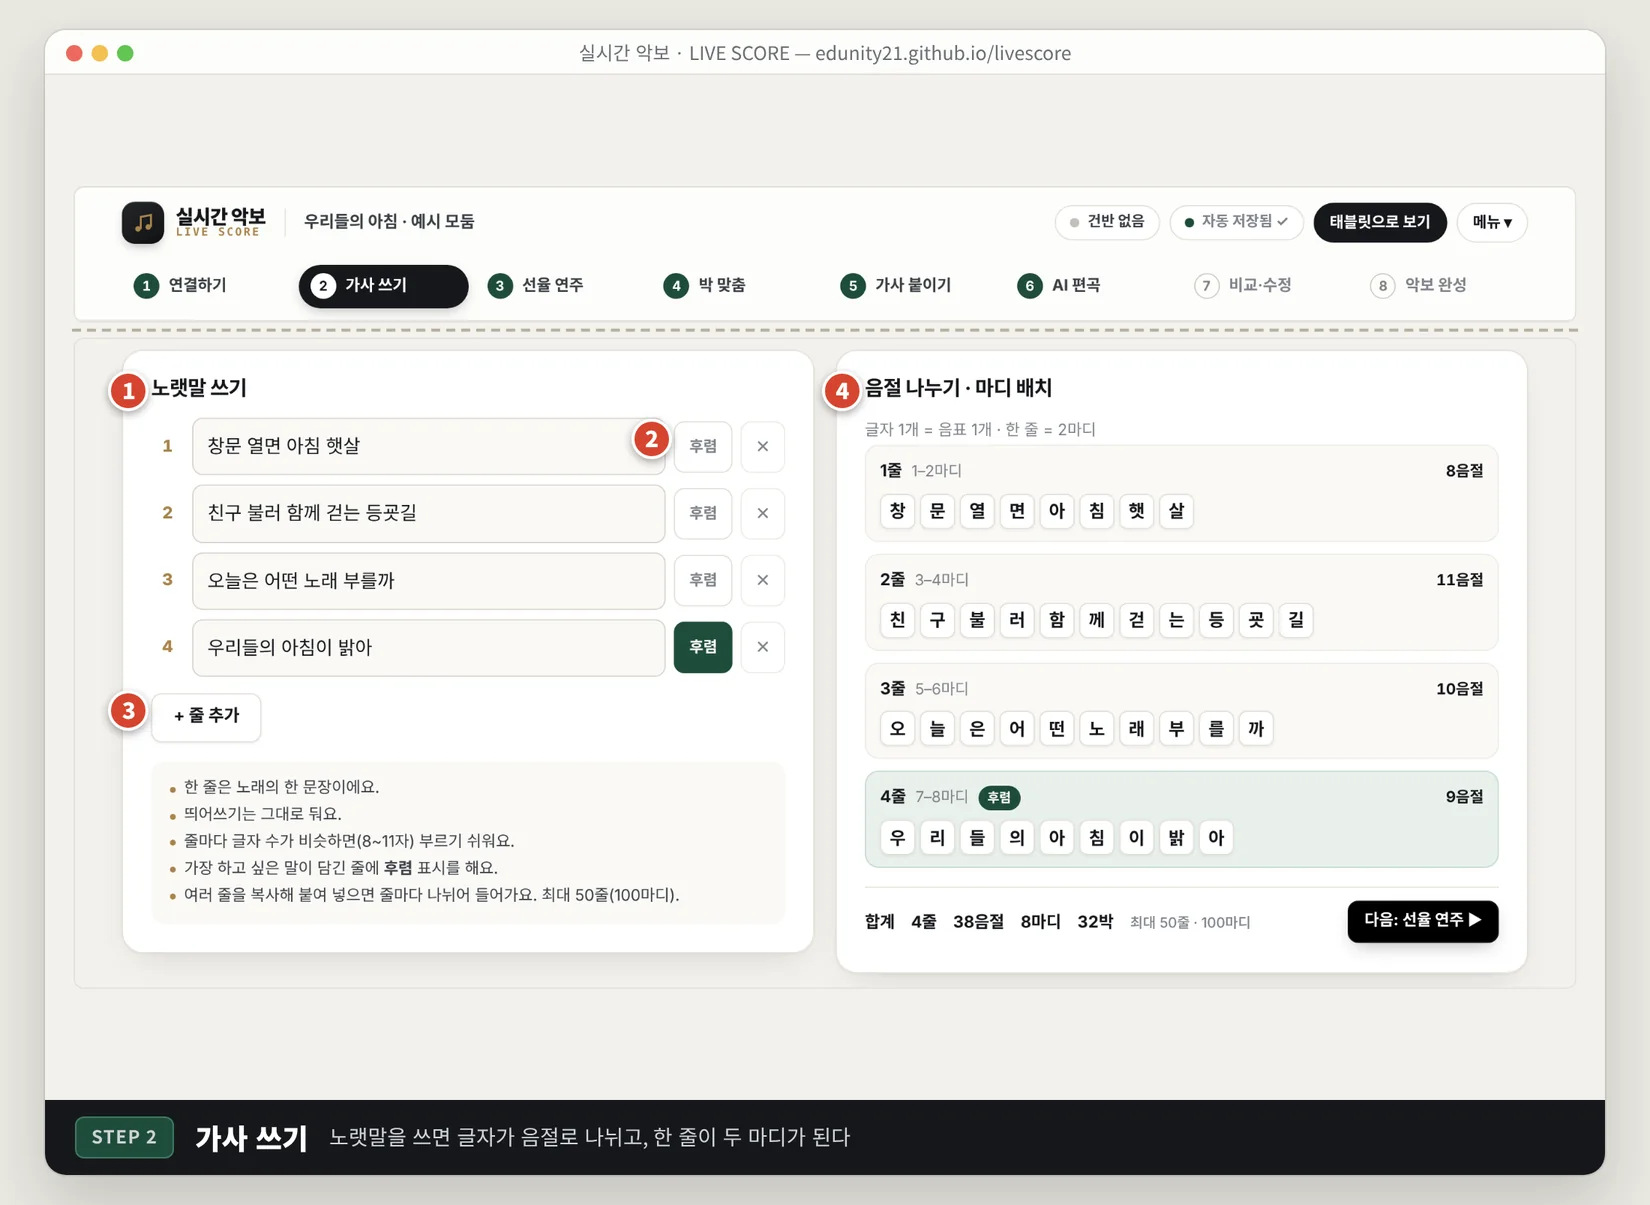 실시간 악보 · LIVE SCORE — edunity21.github.io/livescore
실시간 악보
LIVE SCORE
우리들의 아침 · 예시 모둠
건반 없음
자동 저장됨 ✓
태블릿으로 보기
메뉴 ▾
1 연결하기
2 가사 쓰기
3 선율 연주
4 박 맞춤
5 가사 붙이기
6 AI 편곡
7 비교·수정
8 악보 완성
1 노랫말 쓰기
1 창문 열면 아침 햇살 2 후렴 ×
2 친구 불러 함께 걷는 등굣길 후렴 ×
3 오늘은 어떤 노래 부를까 후렴 ×
4 우리들의 아침이 밝아 후렴 ×
3 + 줄 추가
• 한 줄은 노래의 한 문장이에요.
• 띄어쓰기는 그대로 둬요.
• 줄마다 글자 수가 비슷하면(8~11자) 부르기 쉬워요.
• 가장 하고 싶은 말이 담긴 줄에 후렴 표시를 해요.
• 여러 줄을 복사해 붙여 넣으면 줄마다 나뉘어 들어가요. 최대 50줄(100마디).
4 음절 나누기 · 마디 배치
글자 1개 = 음표 1개 · 한 줄 = 2마디
1줄 1–2마디 8음절
창 문 열 면 아 침 햇 살
2줄 3–4마디 11음절
친 구 불 러 함 께 걷 는 등 굣 길
3줄 5–6마디 10음절
오 늘 은 어 떤 노 래 부 를 까
4줄 7–8마디 후렴 9음절
우 리 들 의 아 침 이 밝 아
합계 4줄 38음절 8마디 32박 최대 50줄 · 100마디
다음: 선율 연주 ▶
STEP 2 가사 쓰기 노랫말을 쓰면 글자가 음절로 나뉘고, 한 줄이 두 마디가 된다